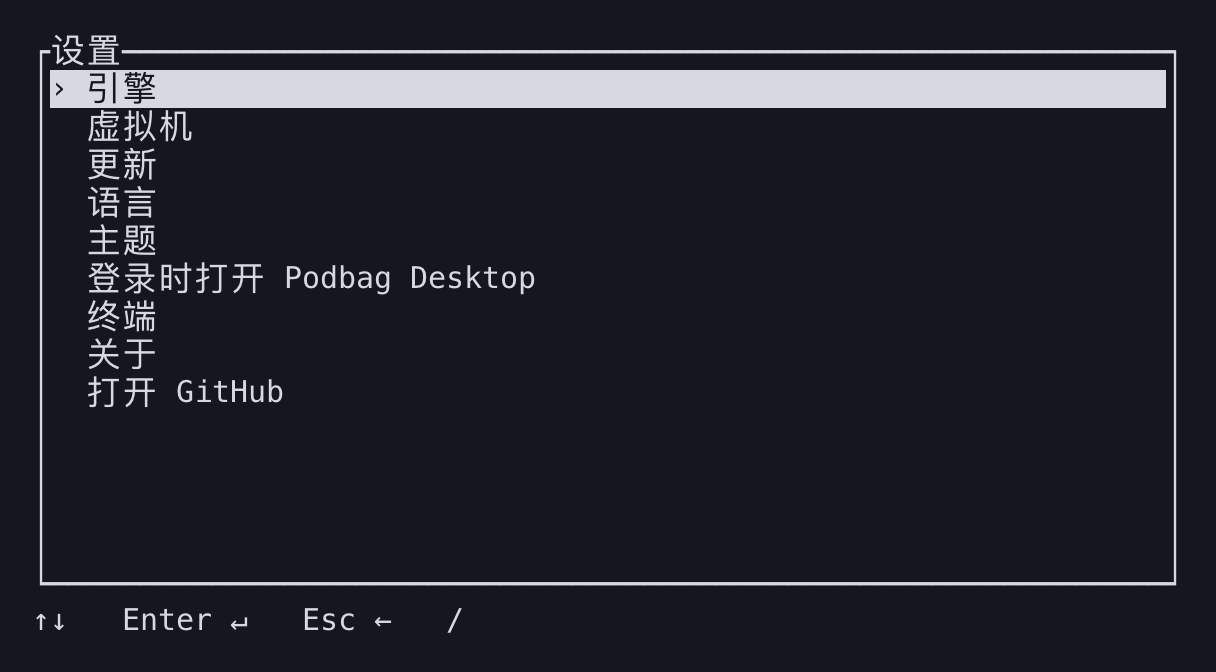 设置
› 引擎
虚拟机
更新
语言
主题
登录时打开 Podbag Desktop
终端
关于
打开 GitHub
↑↓ Enter ↵ Esc ← /